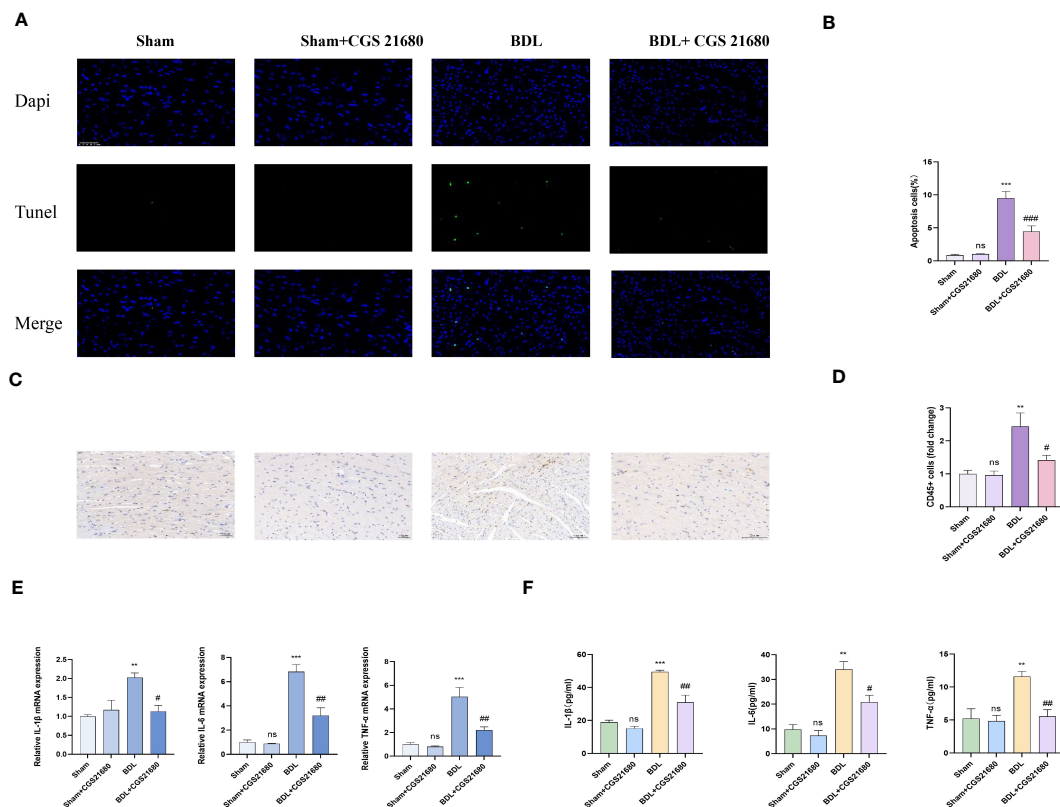 A
Sham
Sham+CGS 21680
BDL
BDL+ CGS 21680
Dapi
Tunel
Merge
B
Apoptosis cells(%)
15
10
5
0
ns
***
###
Sham
Sham+CGS21680
BDL
BDL+CGS21680
C
D
CD45+ cells (fold change)
3
2
1
0
ns
**
#
Sham
Sham+CGS21680
BDL
BDL+CGS21680
E
Relative IL-1β mRNA expression
2.5
2.0
1.5
1.0
0.5
0.0
**
#
Sham
Sham+CGS21680
BDL
BDL+CGS21680
Relative IL-6 mRNA expression
8
6
4
2
0
ns
***
##
Sham
Sham+CGS21680
BDL
BDL+CGS21680
Relative TNF-α mRNA expression
8
6
4
2
0
ns
***
##
Sham
Sham+CGS21680
BDL
BDL+CGS21680
F
IL-1β(pg/ml)
60
40
20
0
ns
***
##
Sham
Sham+CGS21680
BDL
BDL+CGS21680
IL-6(pg/ml)
40
30
20
10
0
ns
**
#
Sham
Sham+CGS21680
BDL
BDL+CGS21680
TNF-α(pg/ml)
15
10
5
0
ns
**
##
Sham
Sham+CGS21680
BDL
BDL+CGS21680